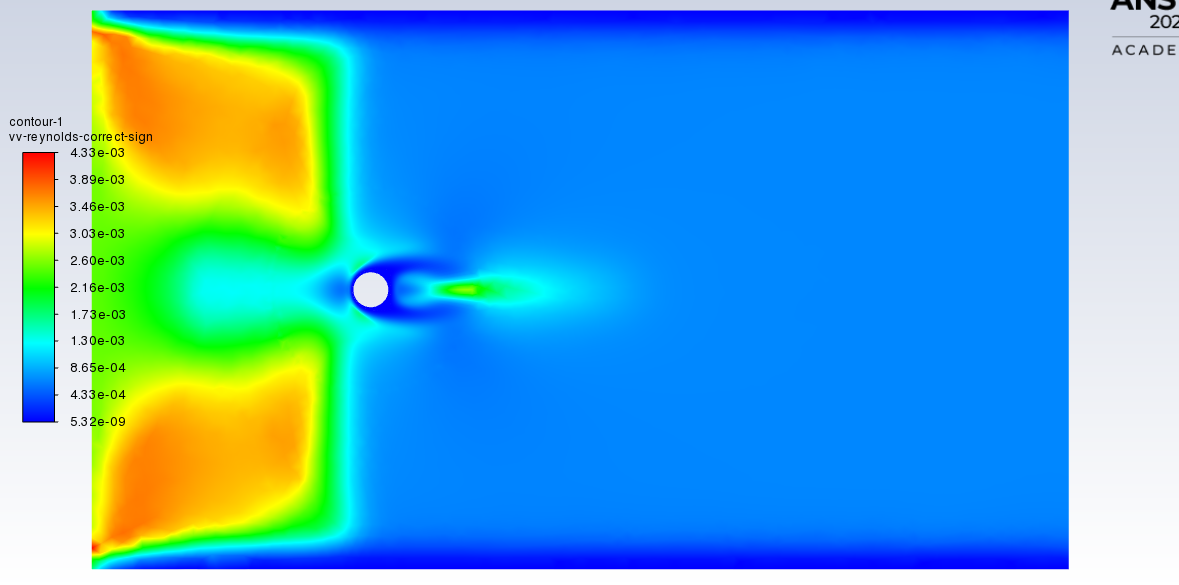 ANS
202
ACADE
contour-1
vv-reynolds-correct-sign
4.33e-03
3.89e-03
3.46e-03
3.03e-03
2.60e-03
2.16e-03
1.73e-03
1.30e-03
8.65e-04
4.33e-04
5.32e-09